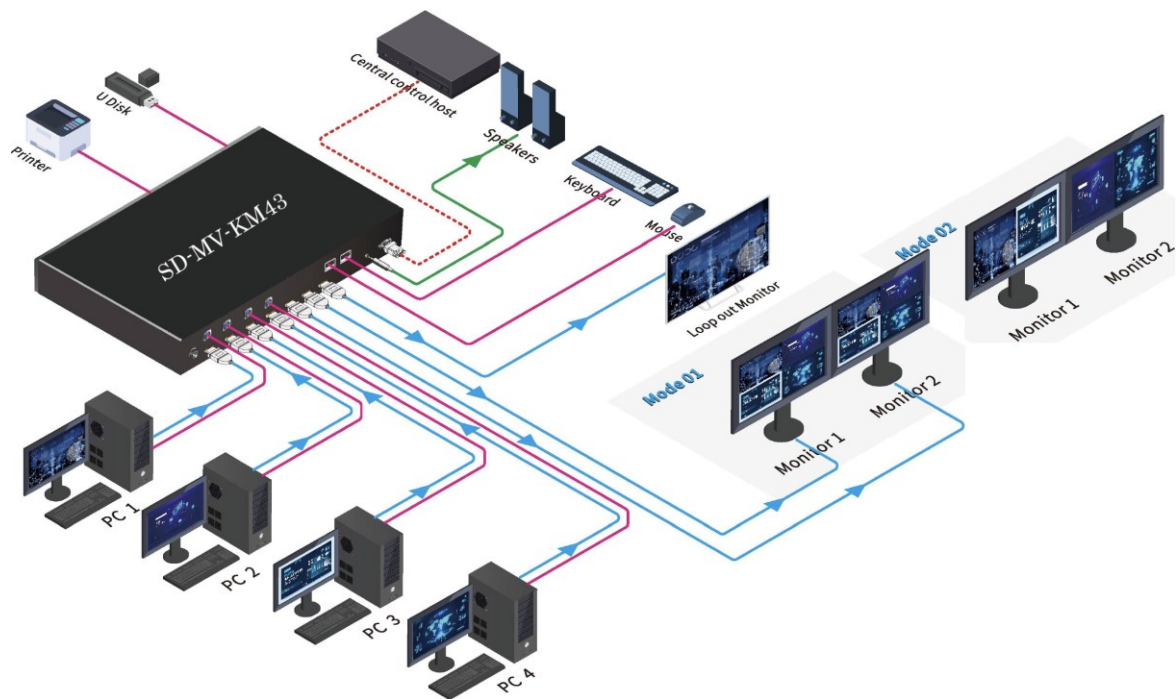 Central control host
U Disk
Speakers
Printer
Keyboard
Mouse
SD-MV-KM43
Loop out Monitor
Mode 02
Monitor 2
Monitor 1
Mode 01
Monitor 2
Monitor 1
PC 1
PC 2
PC 3
PC 4